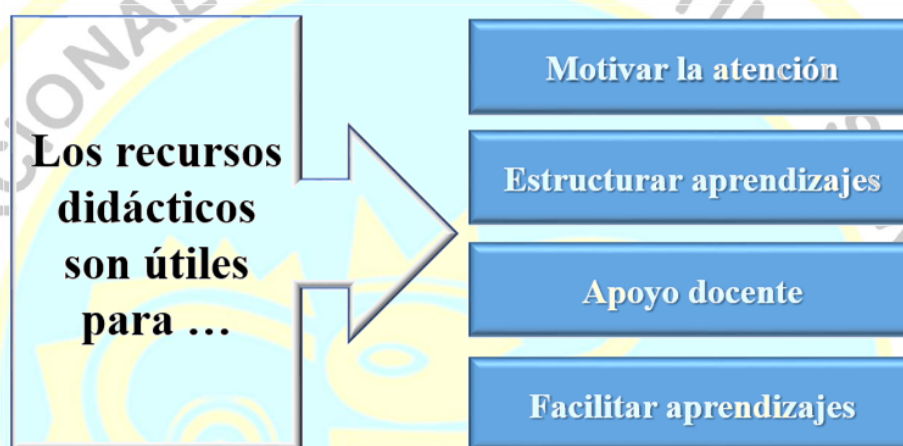 Los recursos
didácticos
son útiles
para …
Motivar la atención
Estructurar aprendizajes
Apoyo docente
Facilitar aprendizajes